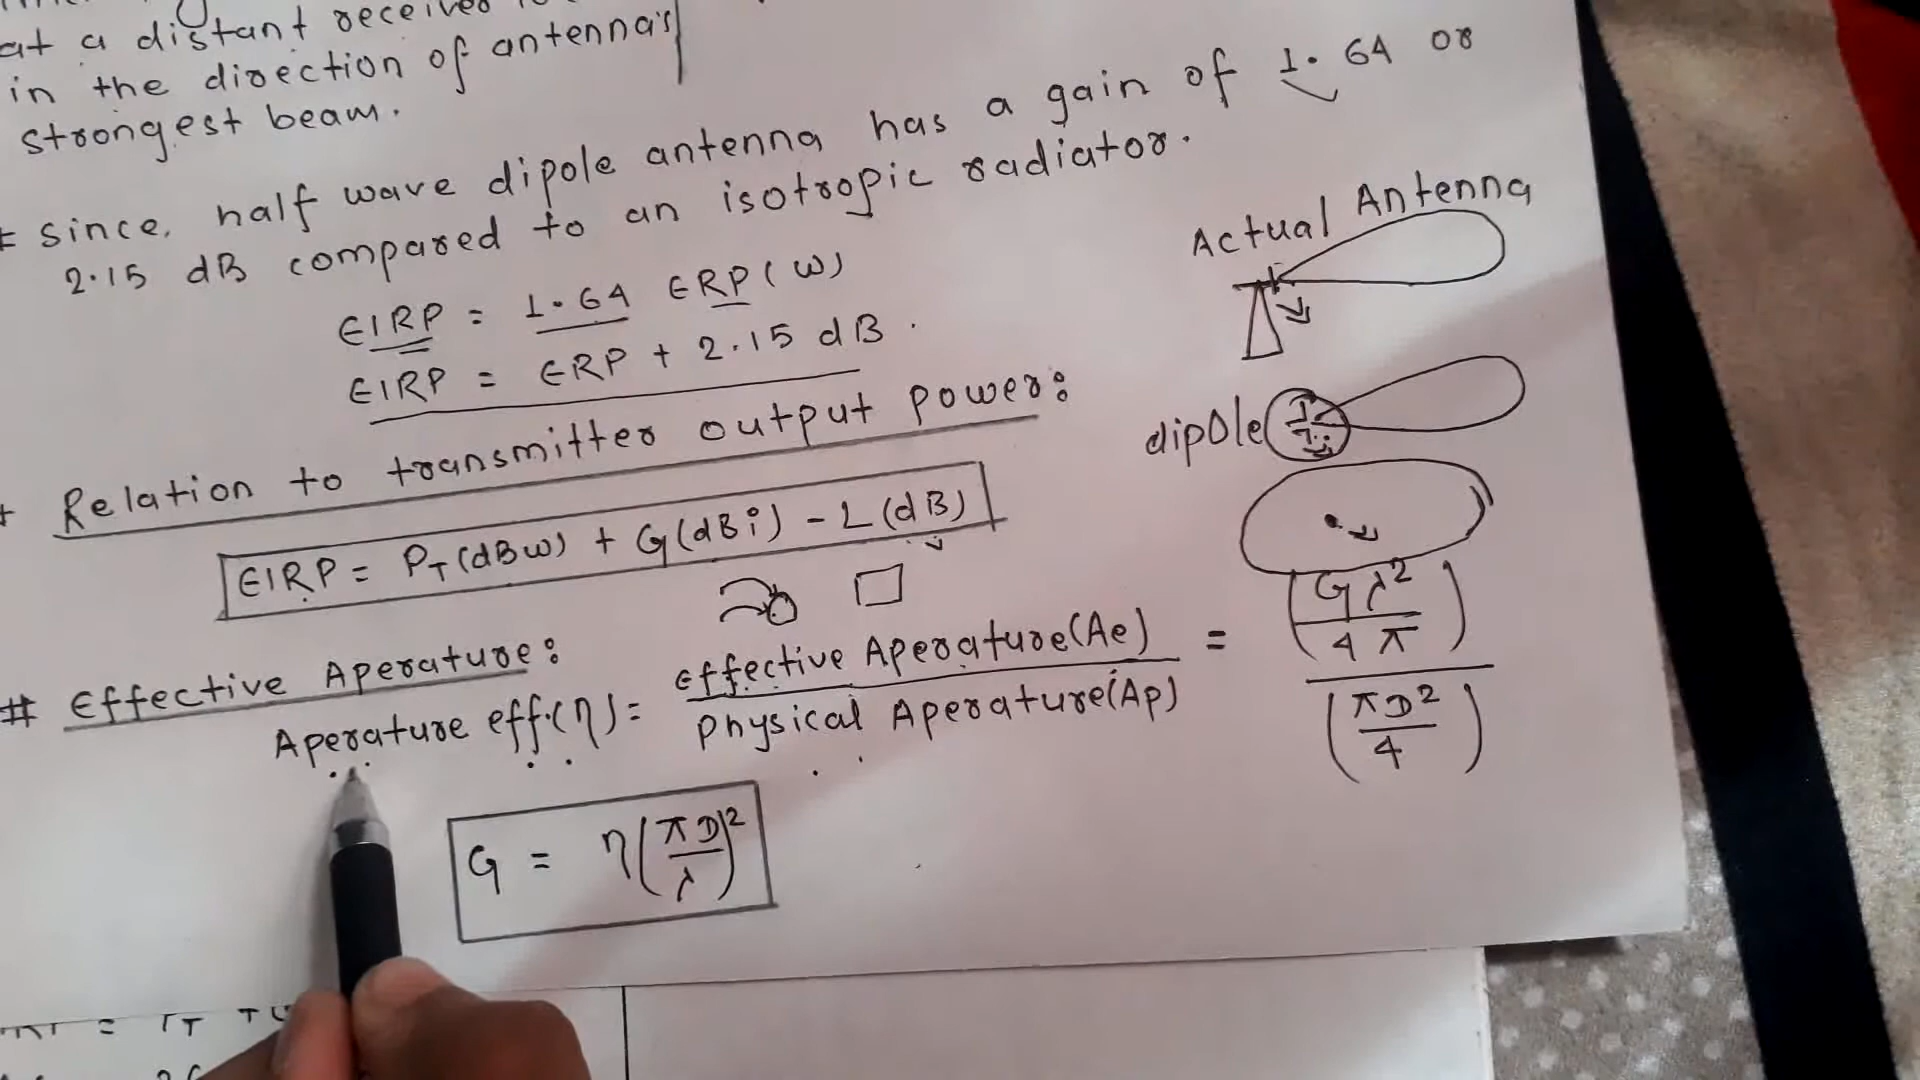 at a distant receiver
in the direction of antenna's
strongest beam.
since, half wave dipole antenna has a gain of 1.64 or
2.15 dB compared to an isotropic radiator.
EIRP = 1.64 ERP(W)
EIRP = ERP + 2.15 dB.
Relation to transmitter output power:
EIRP = PT(dBW) + G(dBi) - L(dB)
# Effective Aperature:
Aperature eff.(η) = Effective Aperature(Ae) / Physical Aperature(Ap) = (Gλ²/4π) / (πD²/4)
G = η(πD/λ)²
Actual Antenna
dipole